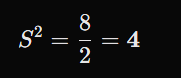 S² = 8/2 = 4